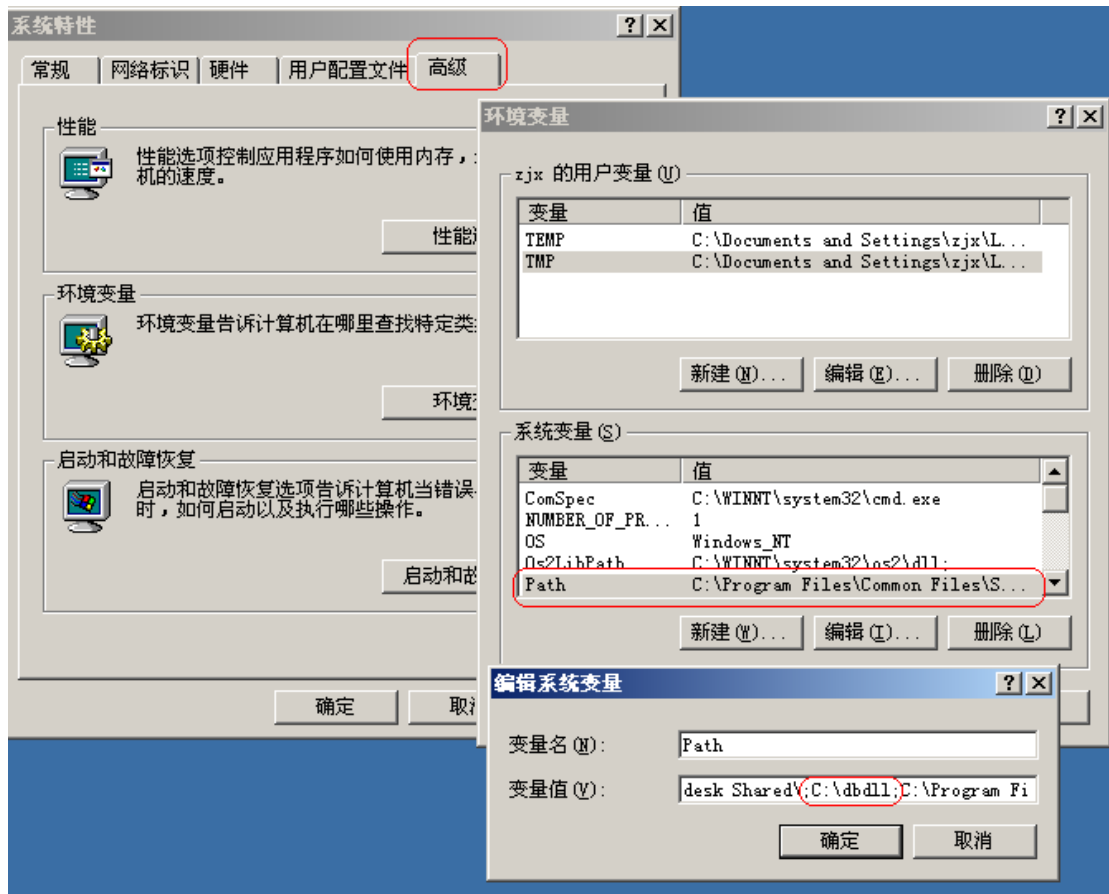 系统特性
常规
网络标识
硬件
用户配置文件
高级
性能
性能选项控制应用程序如何使用内存，
机的速度。
性能
环境变量
环境变量告诉计算机在哪里查找特定类
环境
启动和故障恢复
启动和故障恢复选项告诉计算机当错误
时，如何启动以及执行哪些操作。
启动和故
确定
取
环境变量
zjx 的用户变量(U)
变量 值
TEMP C:\Documents and Settings\zjx\L...
TMP C:\Documents and Settings\zjx\L...
新建(N)...
编辑(E)...
删除(D)
系统变量(S)
变量 值
ComSpec C:\WINNT\system32\cmd.exe
NUMBER_OF_PR... 1
OS Windows_NT
Os2LibPath C:\WINNT\system32\os2\dll;
Path C:\Program Files\Common Files\S...
新建(W)...
编辑(I)...
删除(L)
编辑系统变量
变量名(N):
Path
变量值(V):
desk Shared\;C:\dbdll;C:\Program Fi
确定
取消